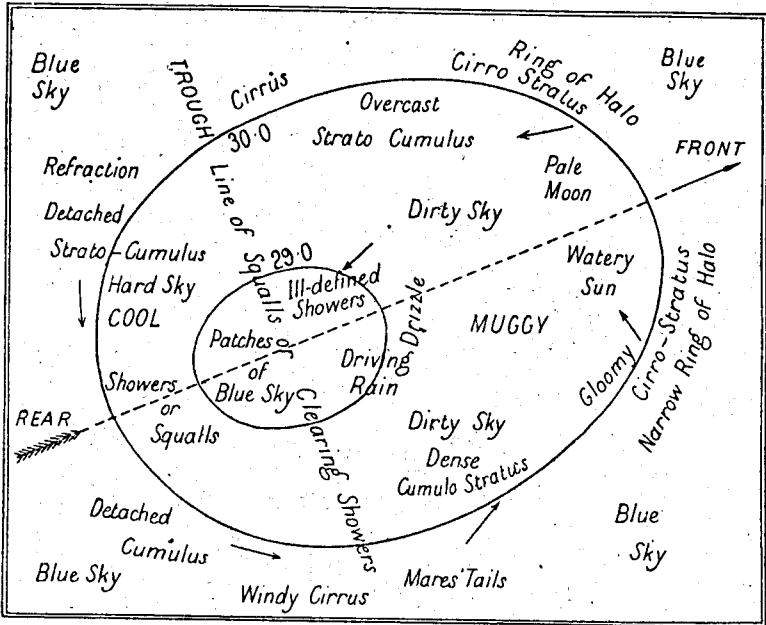 Blue
Sky
TROUGH
Cirrus
Ring of Halo
Cirro Stratus
Blue
Sky
Overcast
Strato Cumulus
30·0
FRONT
Refraction
Pale
Moon
Detached
Strato-Cumulus
Hard Sky
COOL
Line of Squalls or
Clearing Showers
Dirty Sky
29·0
Ill-defined
Showers
Watery
Sun
MUGGY
Patches
of
Blue Sky
Driving
Rain
or Drizzle
Gloomy
Cirro-Stratus
Narrow Ring of Halo
Showers
or
Squalls
REAR
Dirty Sky
Dense
Cumulo Stratus
Detached
Cumulus
Blue
Sky
Blue Sky
Windy Cirrus
Mares' Tails